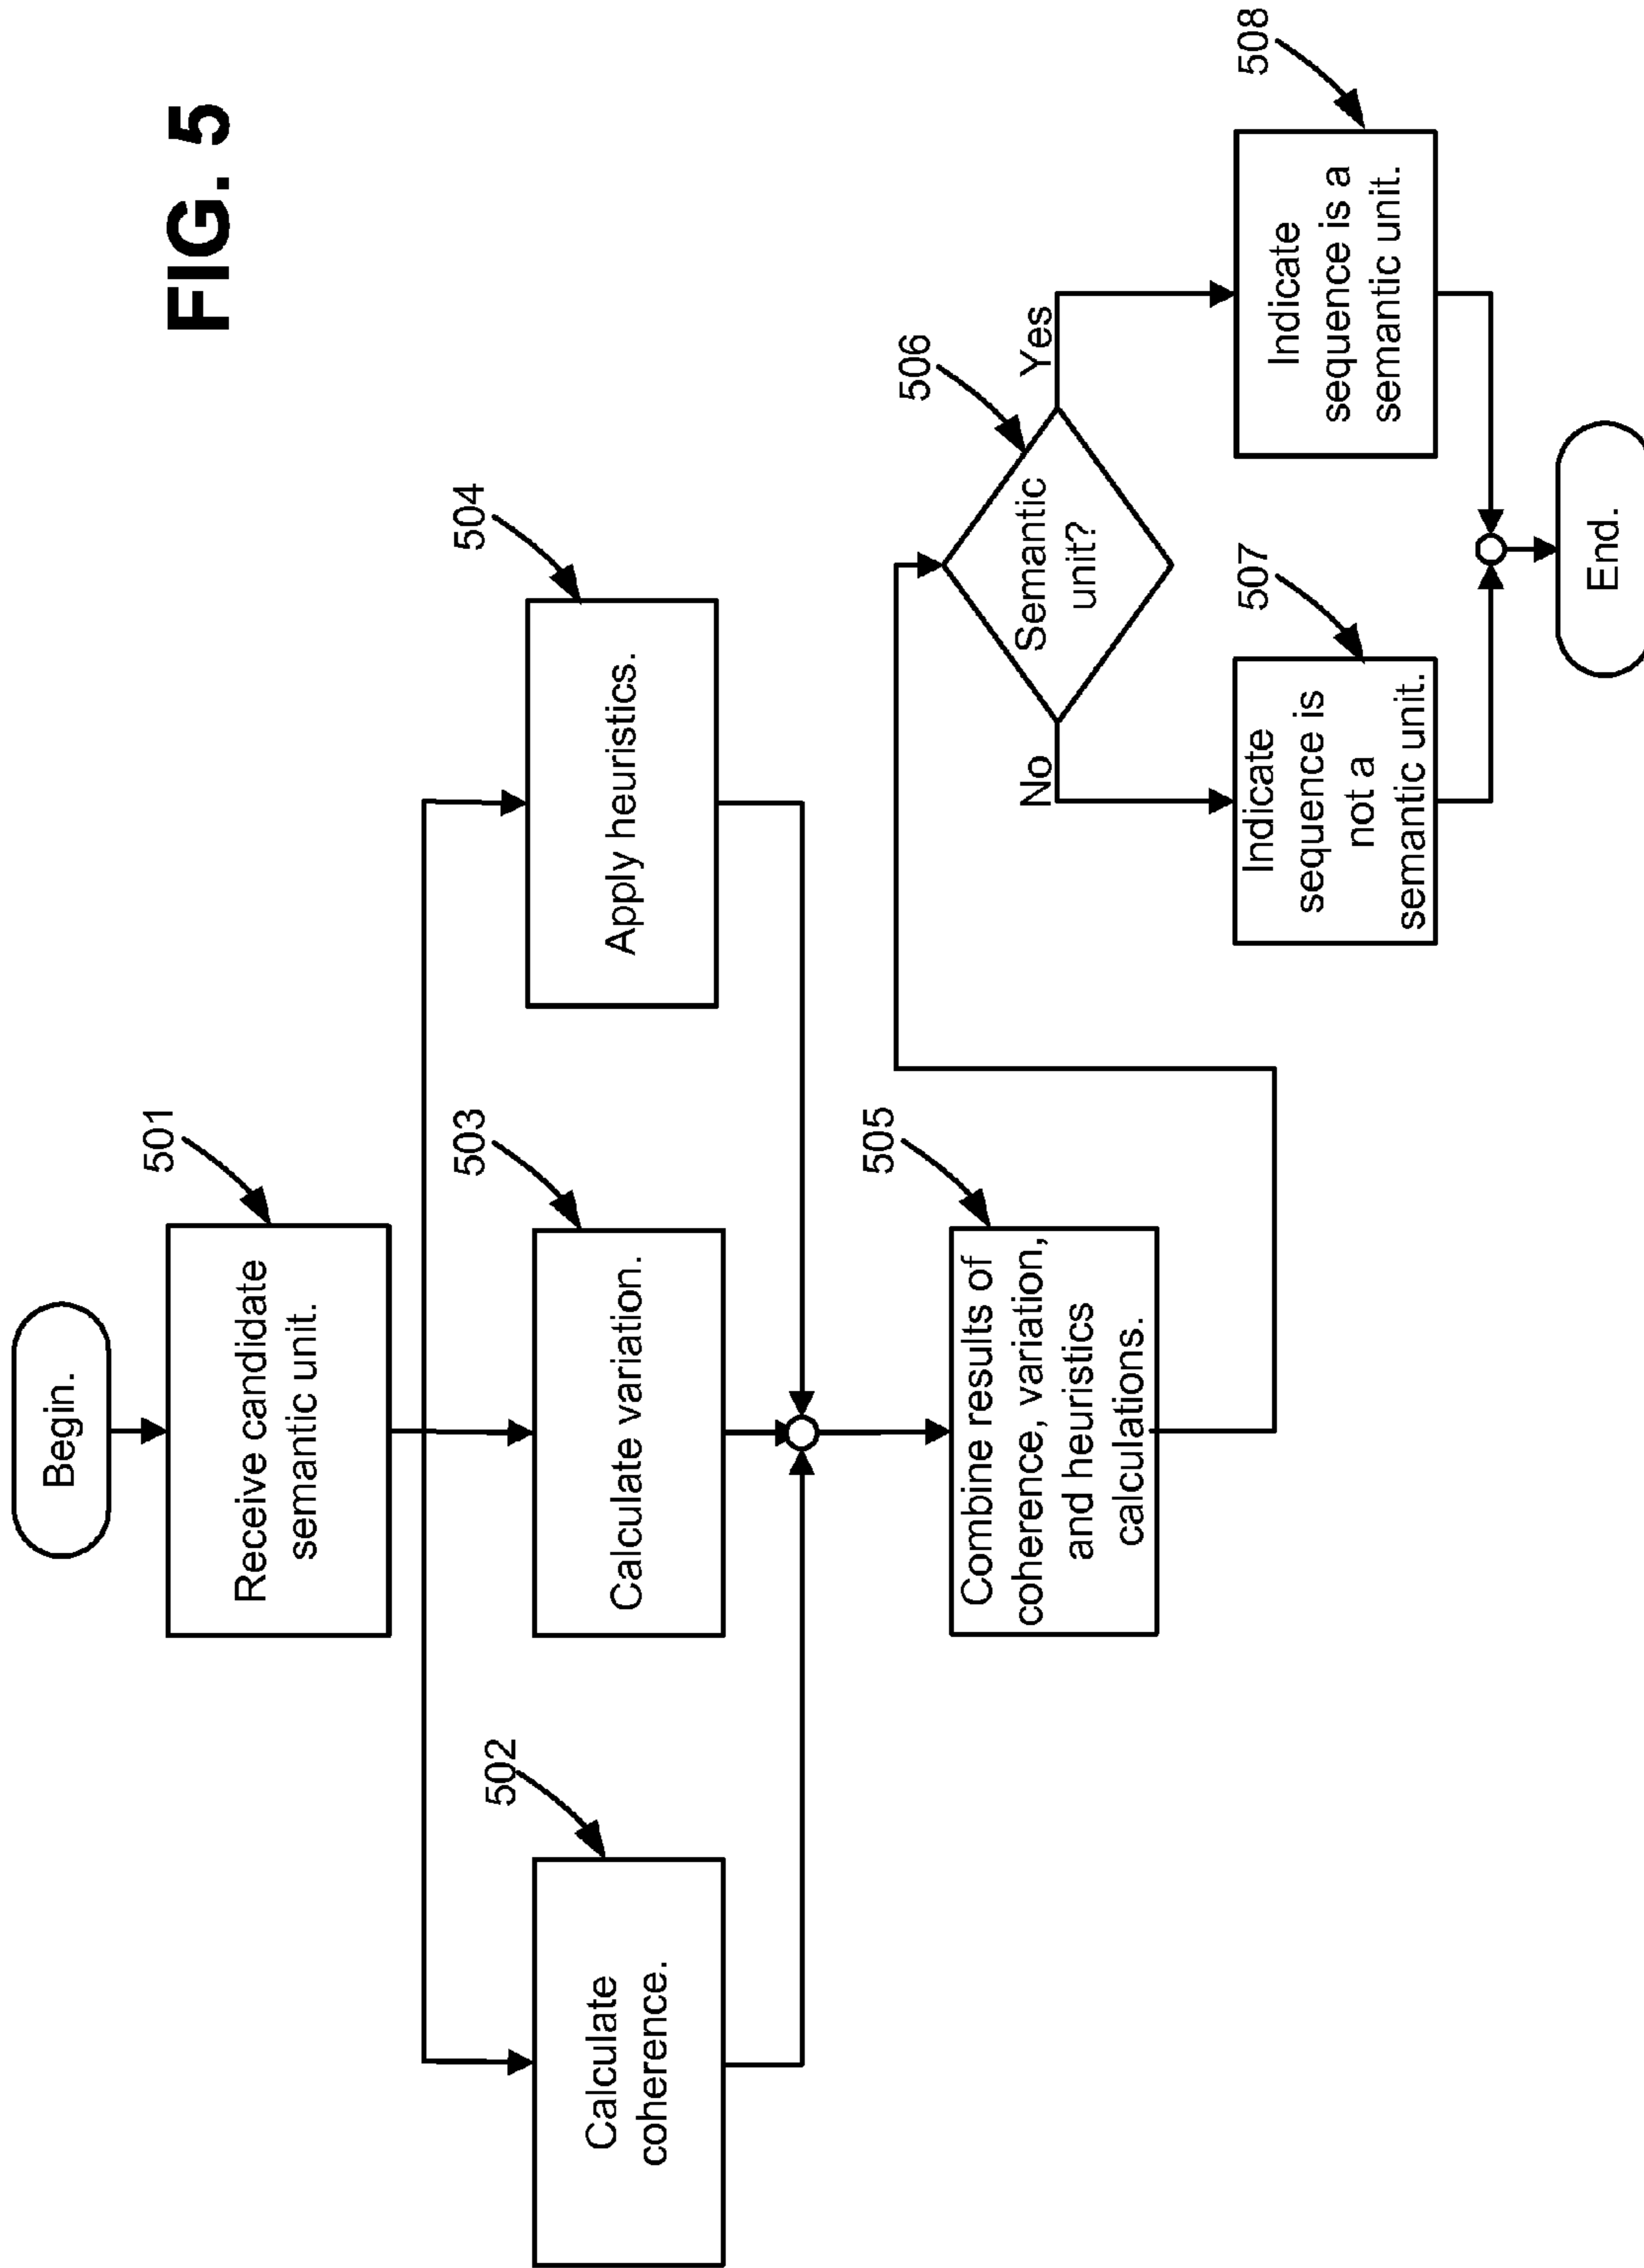 FIG. 5
Begin.
501
Receive candidate
semantic unit.
502
Calculate
coherence.
503
Calculate variation.
504
Apply heuristics.
505
Combine results of
coherence, variation,
and heuristics
calculations.
506
Semantic
unit?
No
Yes
507
Indicate
sequence is
not a
semantic unit.
508
Indicate
sequence is a
semantic unit.
End.